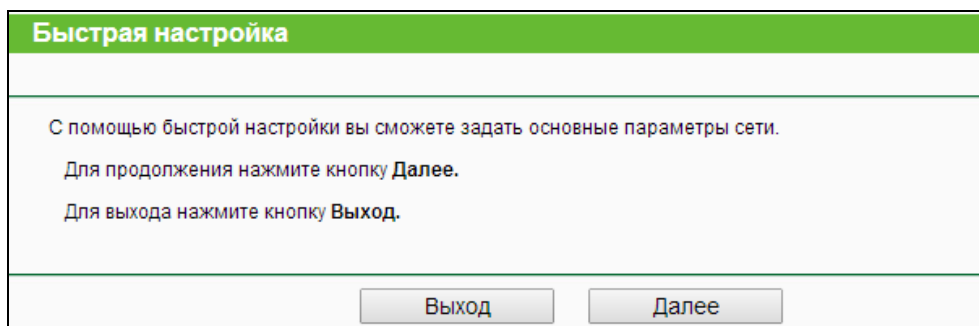 Быстрая настройка
С помощью быстрой настройки вы сможете задать основные параметры сети.
Для продолжения нажмите кнопку Далее.
Для выхода нажмите кнопку Выход.
Выход Далее